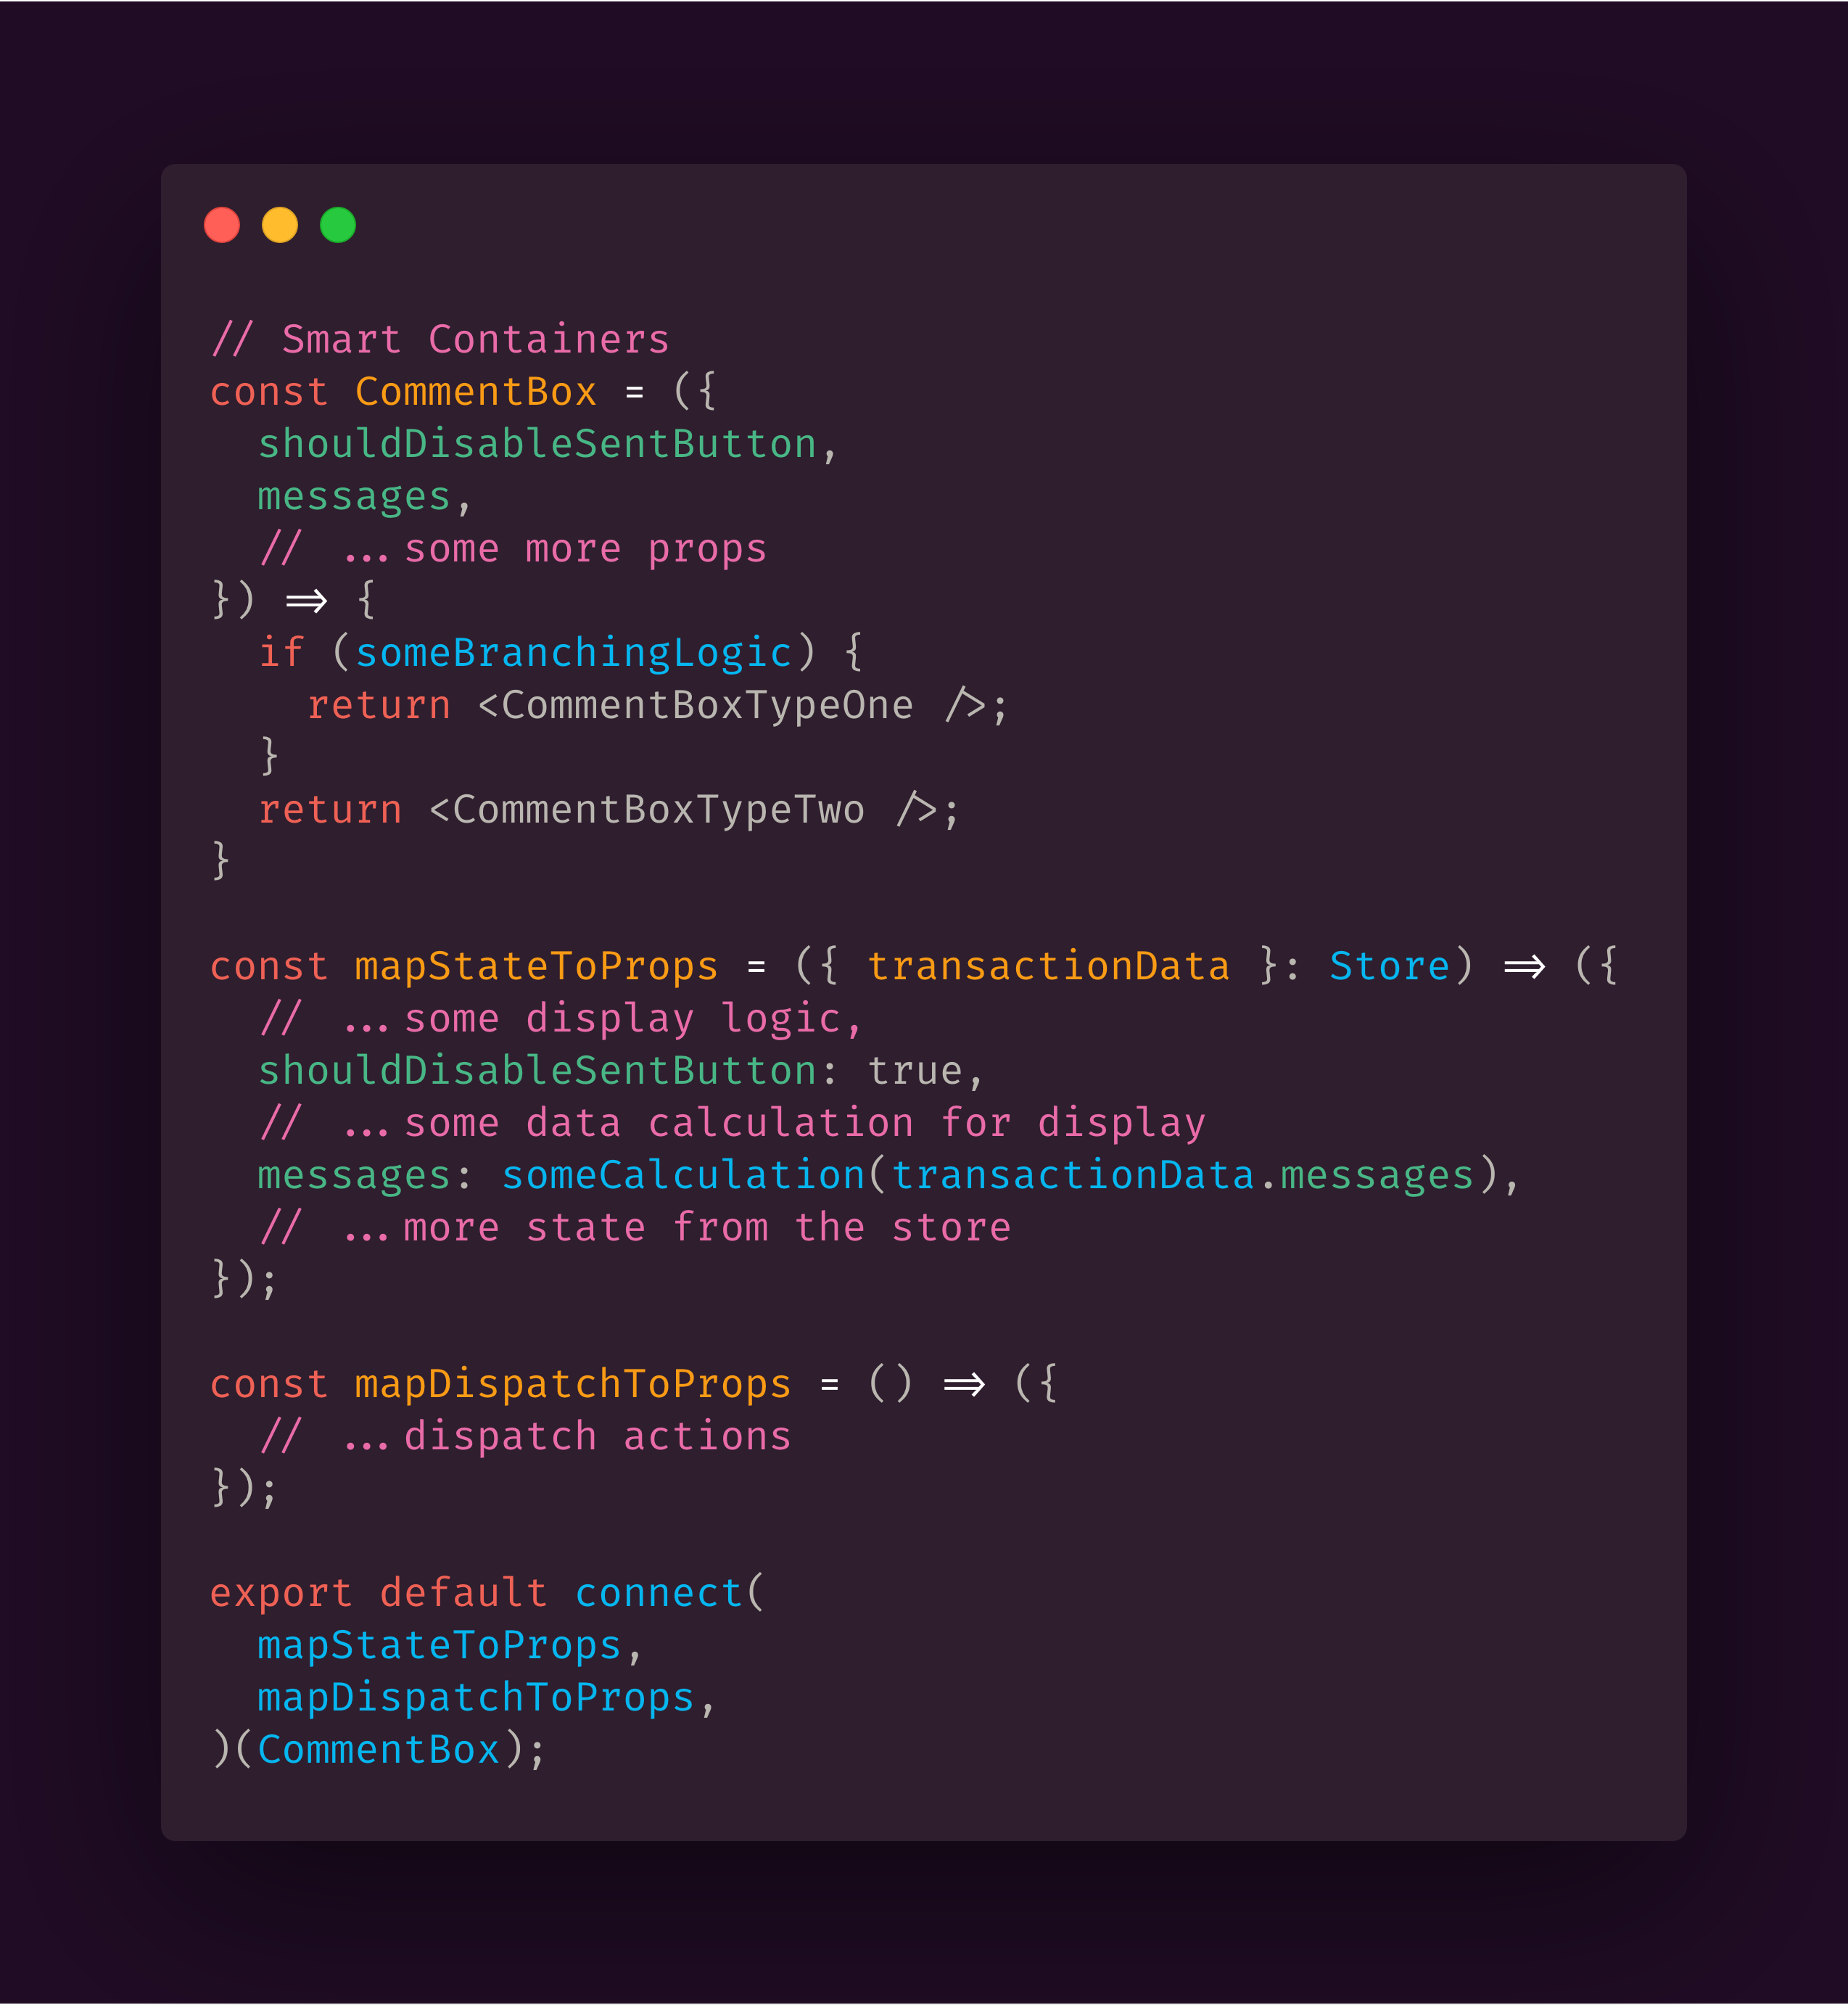 // Smart Containers
const CommentBox = ({
  shouldDisableSentButton,
  messages,
  // ...some more props
}) => {
  if (someBranchingLogic) {
    return <CommentBoxTypeOne />;
  }
  return <CommentBoxTypeTwo />;
}

const mapStateToProps = ({ transactionData }: Store) => ({
  // ...some display logic,
  shouldDisableSentButton: true,
  // ...some data calculation for display
  messages: someCalculation(transactionData.messages),
  // ...more state from the store
});

const mapDispatchToProps = () => ({
  // ...dispatch actions
});

export default connect(
  mapStateToProps,
  mapDispatchToProps,
)(CommentBox);